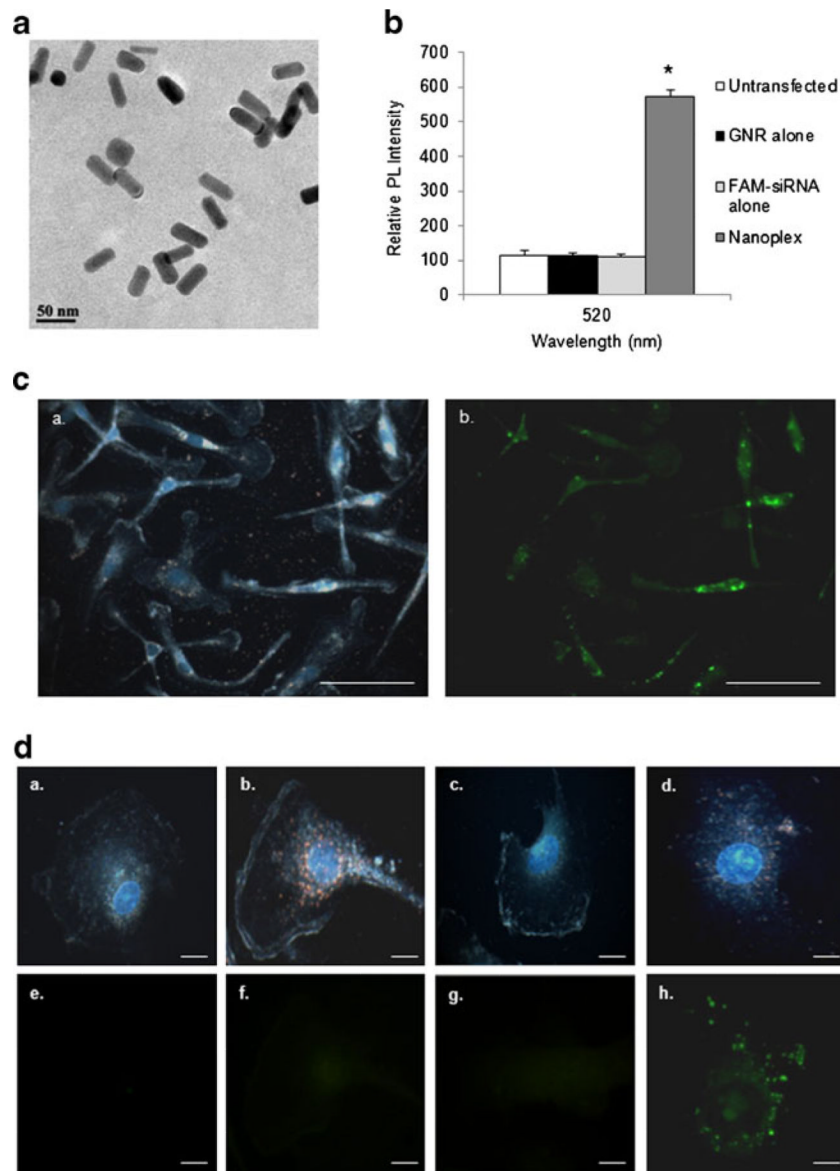 a
50 nm
b
700
600
500
400
300
200
100
0
Relative PL Intensity
*
520
Wavelength (nm)
Untransfected
GNR alone
FAM-siRNA
alone
Nanoplex
c
a.
b.
d
a.
b.
c.
d.
e.
f.
g.
h.